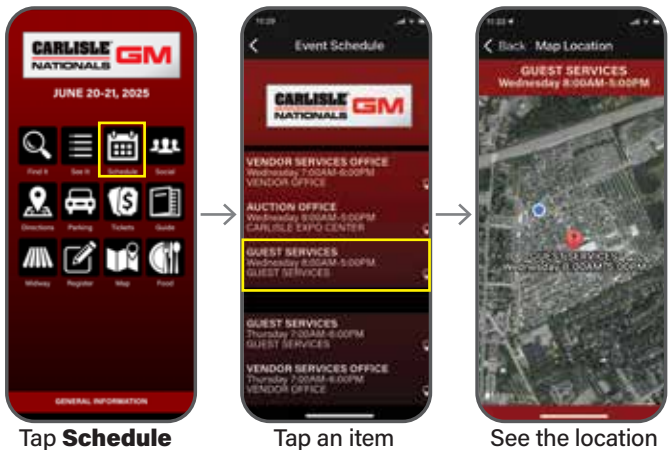 CARLISLE GM
NATIONALS
JUNE 20-21, 2025
Find It
See It
Schedule
Social
Directions
Parking
Tickets
Guide
Midway
Register
Map
Food
GENERAL INFORMATION
Tap Schedule
Event Schedule
CARLISLE GM
NATIONALS
VENDOR SERVICES OFFICE
Wednesday 7:00AM-6:00PM
VENDOR OFFICE
AUCTION OFFICE
Wednesday 8:00AM-5:00PM
CARLISLE EXPO CENTER
GUEST SERVICES
Wednesday 8:00AM-5:00PM
GUEST SERVICES
GUEST SERVICES
Thursday 7:00AM-6:00PM
GUEST SERVICES
VENDOR SERVICES OFFICE
Thursday 7:00AM-6:00PM
VENDOR OFFICE
Tap an item
Back Map Location
GUEST SERVICES
Wednesday 8:00AM-5:00PM
GUEST SERVICES
Wednesday 8:00AM-5:00PM
See the location